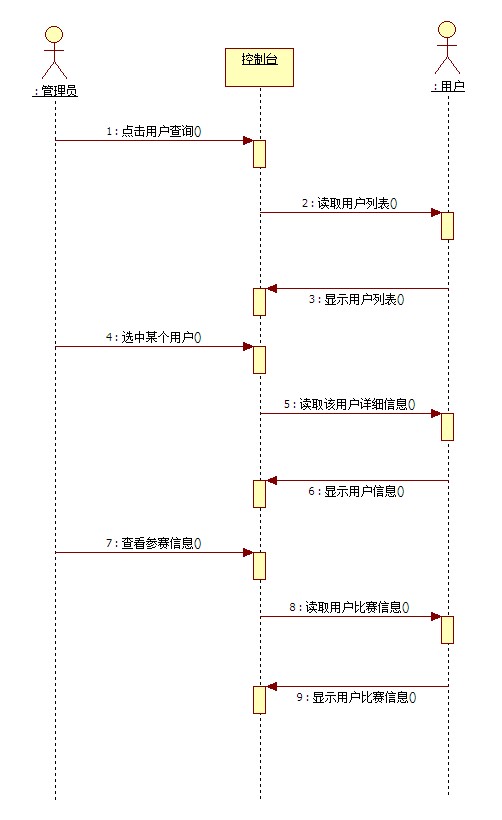 控制台
: 管理员
: 用户
1 : 点击用户查询()
2 : 读取用户列表()
3 : 显示用户列表()
4 : 选中某个用户()
5 : 读取该用户详细信息()
6 : 显示用户信息()
7 : 查看参赛信息()
8 : 读取用户比赛信息()
9 : 显示用户比赛信息()